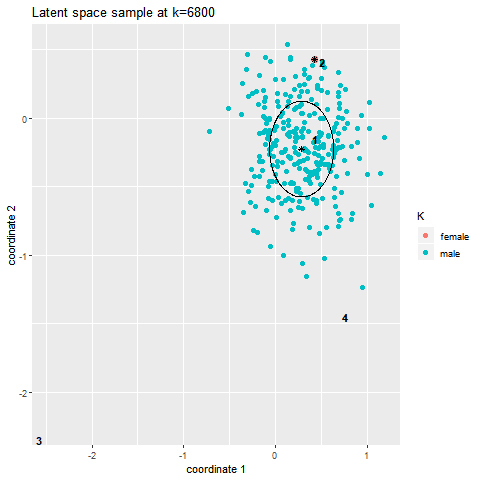 Latent space sample at k=6800
2
0
1
K
female
coordinate 2
male
-1
4
-2
3
-2
-1
0
1
coordinate 1